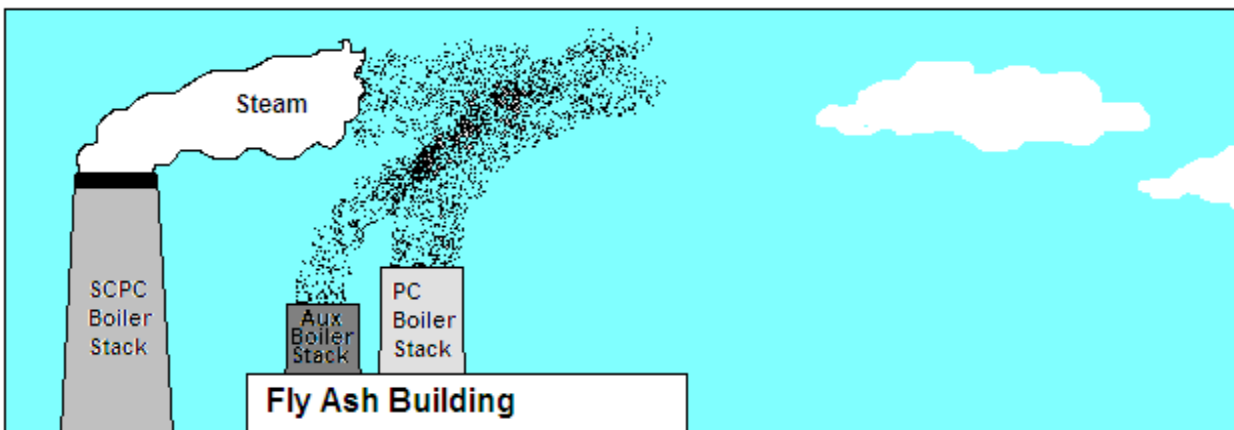 Steam
SCPC
Boiler
Stack
Aux
Boiler
Stack
PC
Boiler
Stack
Fly Ash Building